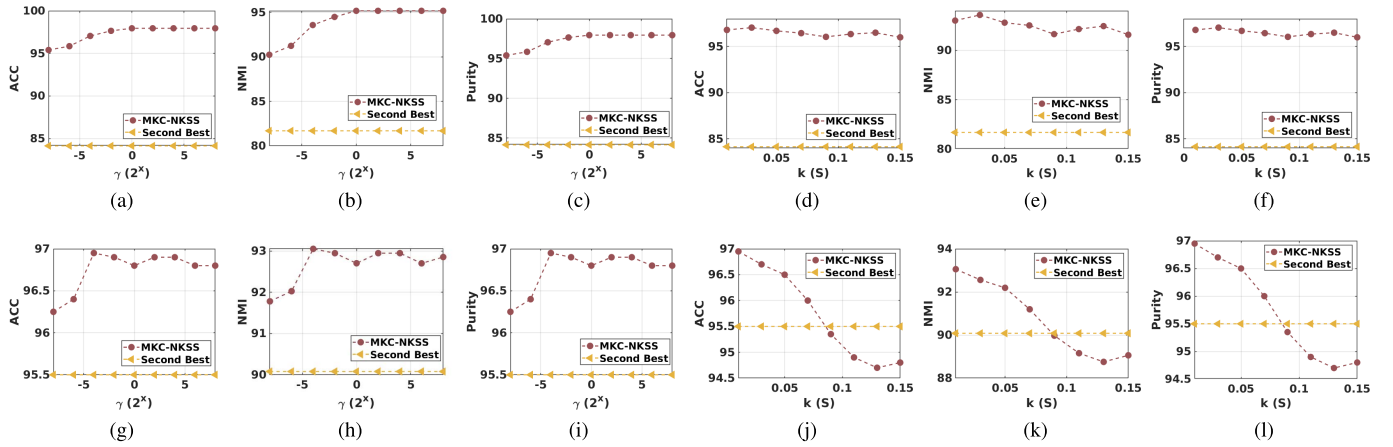 100
95
90
85
ACC
MKC-NKSS
Second Best
-5 0 5
γ (2ˣ)
(a)
95
90
85
80
NMI
MKC-NKSS
Second Best
-5 0 5
γ (2ˣ)
(b)
100
95
90
85
Purity
MKC-NKSS
Second Best
-5 0 5
γ (2ˣ)
(c)
95
90
85
ACC
MKC-NKSS
Second Best
0.05 0.1 0.15
k (S)
(d)
90
85
80
NMI
MKC-NKSS
Second Best
0.05 0.1 0.15
k (S)
(e)
95
90
85
Purity
MKC-NKSS
Second Best
0 0.05 0.1 0.15
k (S)
(f)
97
96.5
96
95.5
ACC
MKC-NKSS
Second Best
-5 0 5
γ (2ˣ)
(g)
93
92
91
90
NMI
MKC-NKSS
Second Best
-5 0 5
γ (2ˣ)
(h)
97
96.5
96
95.5
Purity
MKC-NKSS
Second Best
-5 0 5
γ (2ˣ)
(i)
97
96.5
96
95.5
95
94.5
ACC
MKC-NKSS
Second Best
0.05 0.1 0.15
k (S)
(j)
94
92
90
88
NMI
MKC-NKSS
Second Best
0.05 0.1 0.15
k (S)
(k)
97
96.5
96
95.5
95
94.5
Purity
MKC-NKSS
Second Best
0.05 0.1 0.15
k (S)
(l)